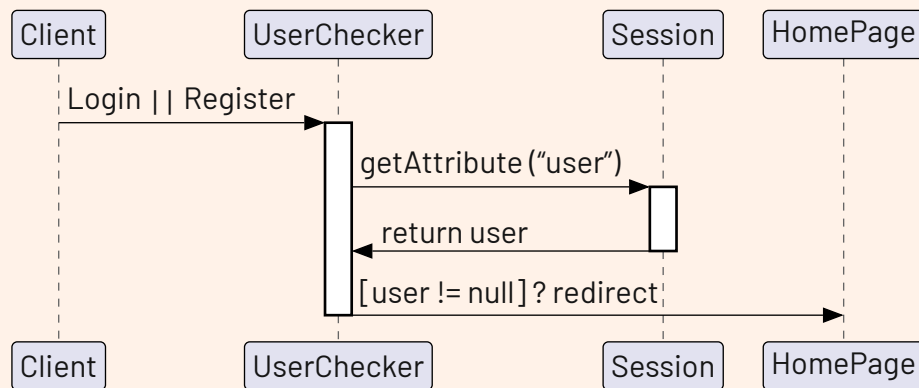 Client UserChecker Session HomePage
Login || Register
getAttribute (“user”)
return user
[user != null] ? redirect
Client UserChecker Session HomePage